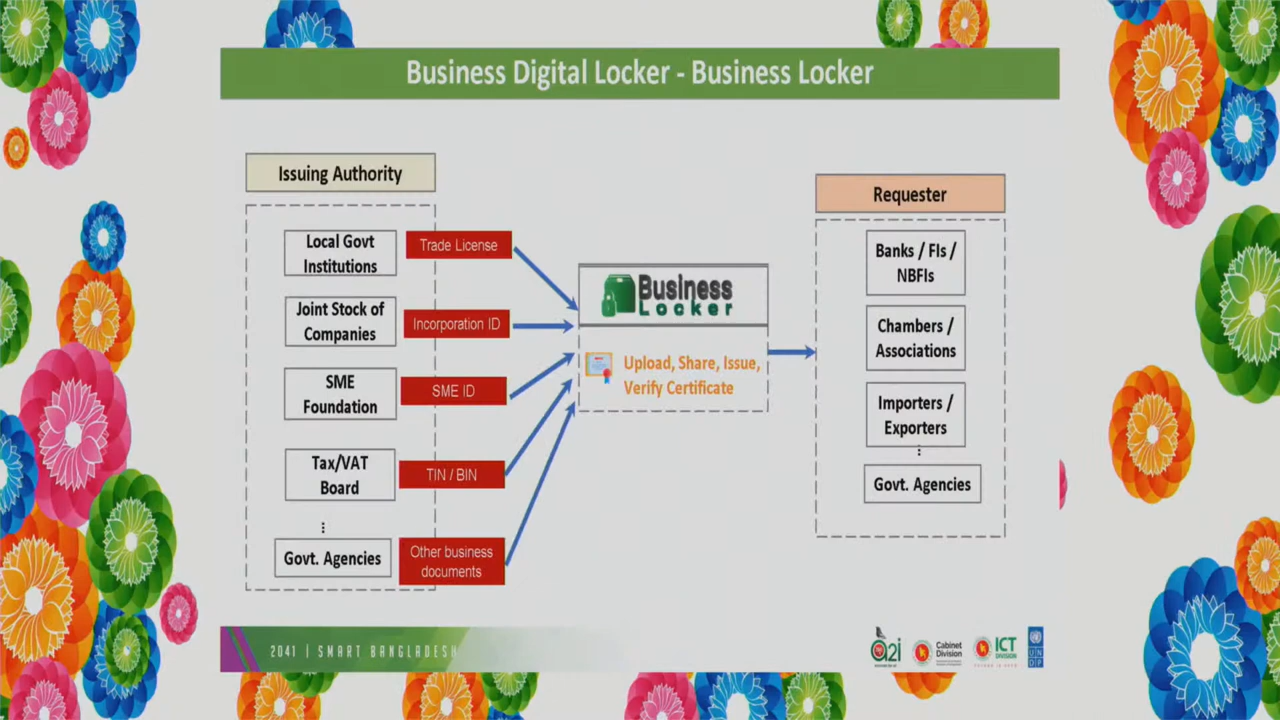 Business Digital Locker - Business Locker
Issuing Authority
Local Govt
Institutions
Trade License
Joint Stock of
Companies
Incorporation ID
SME
Foundation
SME ID
Tax/VAT
Board
TIN / BIN
⋮
Govt. Agencies
Other business
documents
Business
Locker
Upload, Share, Issue,
Verify Certificate
Requester
Banks / FIs /
NBFIs
Chambers /
Associations
Importers /
Exporters
⋮
Govt. Agencies
2041 | SMART BANGLADESH
a2i
Cabinet
Division
ICT
DIVISION
UN
DP